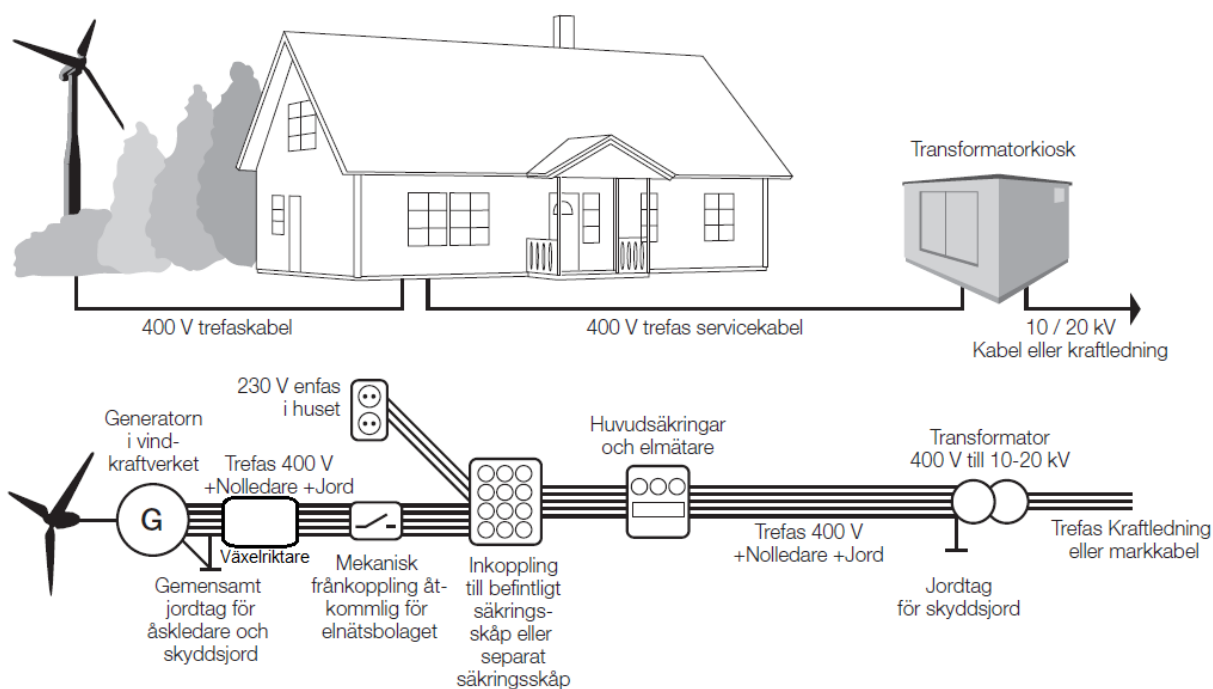 Transformatorkiosk
400 V trefaskabel
400 V trefas servicekabel
10 / 20 kV
Kabel eller kraftledning
230 V enfas
i huset
Generatorn
i vind-
kraftverket
Trefas 400 V
+Nolledare +Jord
Huvudsäkringar
och elmätare
Transformator
400 V till 10-20 kV
G
Växelriktare
Gemensamt
jordtag för
åskledare och
skyddsjord
Mekanisk
frånkoppling åt-
kommlig för
elnätsbolaget
Inkoppling
till befintligt
säkrings-
skåp eller
separat
säkringsskåp
Trefas 400 V
+Nolledare +Jord
Jordtag
för skyddsjord
Trefas Kraftledning
eller markkabel